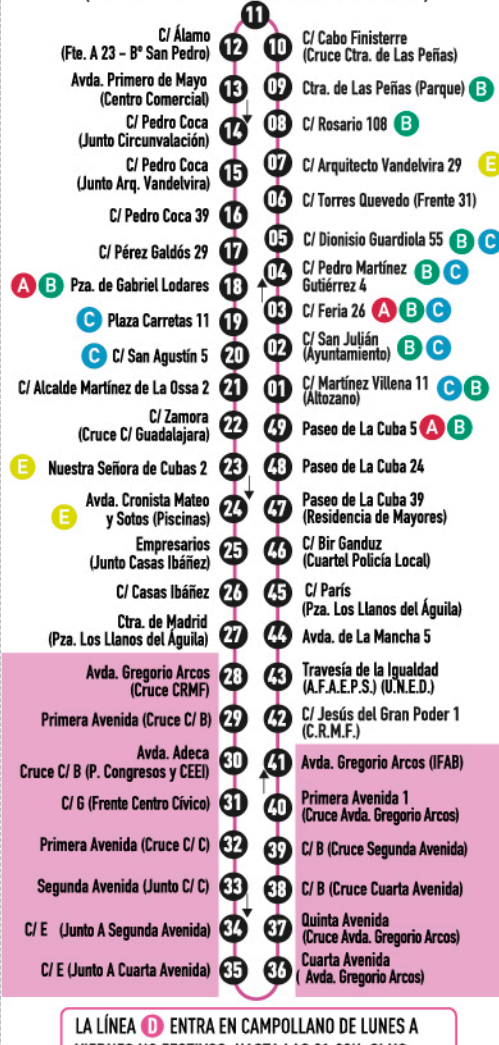 11
C/ Álamo
(Fte. A 23 – Bº San Pedro) 12
10 C/ Cabo Finisterre
(Cruce Ctra. de Las Peñas)
Avda. Primero de Mayo
(Centro Comercial) 13
09 Ctra. de Las Peñas (Parque) B
C/ Pedro Coca
(Junto Circunvalación) 14
08 C/ Rosario 108 B
C/ Pedro Coca
(Junto Arq. Vandelvira) 15
07 C/ Arquitecto Vandelvira 29 E
C/ Pedro Coca 39 16
06 C/ Torres Quevedo (Frente 31)
C/ Pérez Galdós 29 17
05 C/ Dionisio Guardiola 55 B C
A B Pza. de Gabriel Lodares 18
04 C/ Pedro Martínez
Gutiérrez 4 B C
C Plaza Carretas 11 19
03 C/ Feria 26 A B C
C C/ San Agustín 5 20
02 C/ San Julián
(Ayuntamiento) B C
C/ Alcalde Martínez de La Ossa 2 21
01 C/ Martínez Villena 11
(Altozano) C B
C/ Zamora
(Cruce C/ Guadalajara) 22
49 Paseo de La Cuba 5 A B
E Nuestra Señora de Cubas 2 23
48 Paseo de La Cuba 24
E Avda. Cronista Mateo
y Sotos (Piscinas) 24
47 Paseo de La Cuba 39
(Residencia de Mayores)
Empresarios
(Junto Casas Ibáñez) 25
46 C/ Bir Ganduz
(Cuartel Policía Local)
C/ Casas Ibáñez 26
45 C/ París
(Pza. Los Llanos del Águila)
Ctra. de Madrid
(Pza. Los Llanos del Águila) 27
44 Avda. de La Mancha 5
Avda. Gregorio Arcos
(Cruce CRMF) 28
43 Travesía de la Igualdad
(A.F.A.E.P.S.) (U.N.E.D.)
Primera Avenida (Cruce C/ B) 29
42 C/ Jesús del Gran Poder 1
(C.R.M.F.)
Avda. Adeca
Cruce C/ B (P. Congresos y CEEI) 30
41 Avda. Gregorio Arcos (IFAB)
C/ G (Frente Centro Cívico) 31
40 Primera Avenida 1
(Cruce Avda. Gregorio Arcos)
Primera Avenida (Cruce C/ C) 32
39 C/ B (Cruce Segunda Avenida)
Segunda Avenida (Junto C/ C) 33
38 C/ B (Cruce Cuarta Avenida)
C/ E (Junto A Segunda Avenida) 34
37 Quinta Avenida
(Cruce Avda. Gregorio Arcos)
C/ E (Junto A Cuarta Avenida) 35
36 Cuarta Avenida
( Avda. Gregorio Arcos)
LA LÍNEA D ENTRA EN CAMPOLLANO DE LUNES A